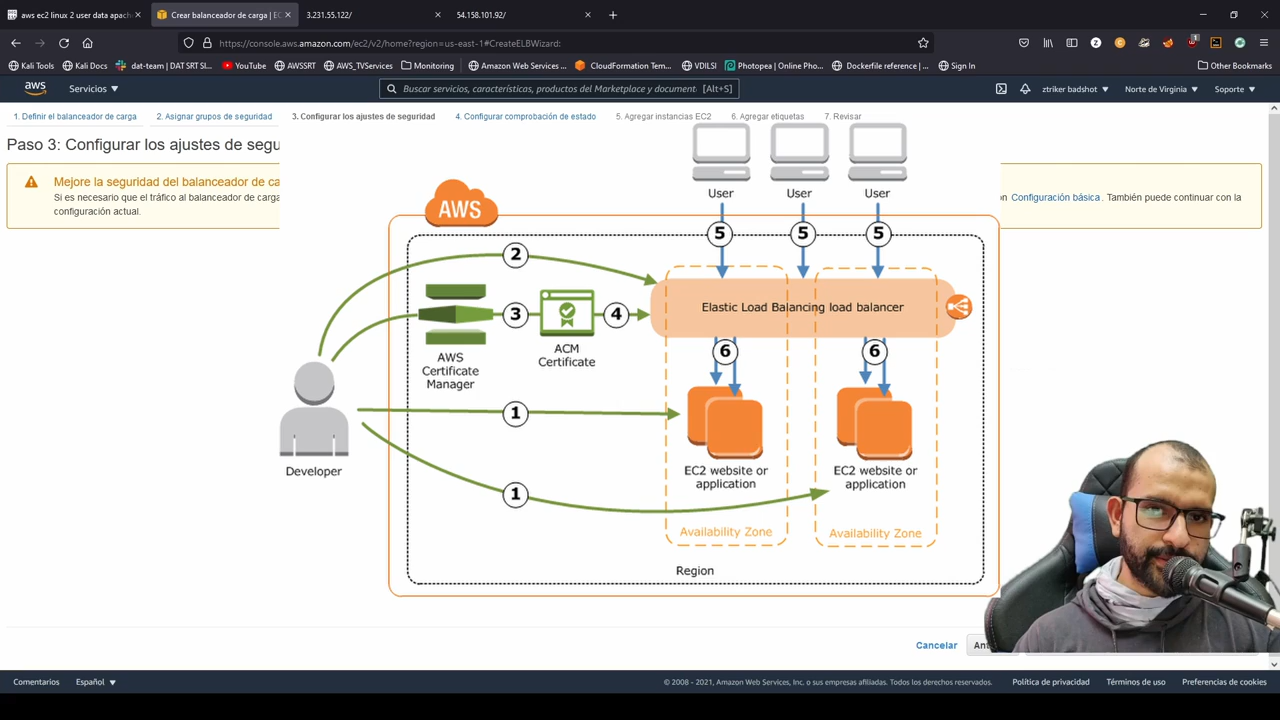 aws ec2 linux 2 user data apach
Crear balanceador de carga | EC
3.231.55.122/
54.158.101.92/
https://console.aws.amazon.com/ec2/v2/home?region=us-east-1#CreateELBWizard:
Kali Tools
Kali Docs
dat-team | DAT SRT Sl...
YouTube
AWSSRT
AWS_TVServices
Monitoring
Amazon Web Services ...
CloudFormation Tem...
VDILSI
Photopea | Online Pho...
Dockerfile reference | ...
Sign In
Other Bookmarks
aws
Servicios
Buscar servicios, características, productos del Marketplace y document
[Alt+S]
ztriker badshot
Norte de Virginia
Soporte
1. Definir el balanceador de carga
2. Asignar grupos de seguridad
3. Configurar los ajustes de seguridad
4. Configurar comprobación de estados
5. Agregar instancias EC2
6. Agregar etiquetas
7. Revisar
Paso 3: Configurar los ajustes de segu
Mejore la seguridad del balanceador de ca
Si es necesario que el tráfico al balanceador de carga
n Configuración básica. También puede continuar con la
configuración actual.
User
User
User
AWS
5
5
5
2
Elastic Load Balancing load balancer
3
4
AWS
Certificate
Manager
ACM
Certificate
6
6
1
Developer
EC2 website or
application
EC2 website or
application
1
Availability Zone
Availability Zone
Region
Cancelar
Ant
Comentarios
Español
© 2008 - 2021, Amazon Web Services, Inc. o sus empresas afiliadas. Todos los derechos reservados.
Política de privacidad
Términos de uso
Preferencias de cookies